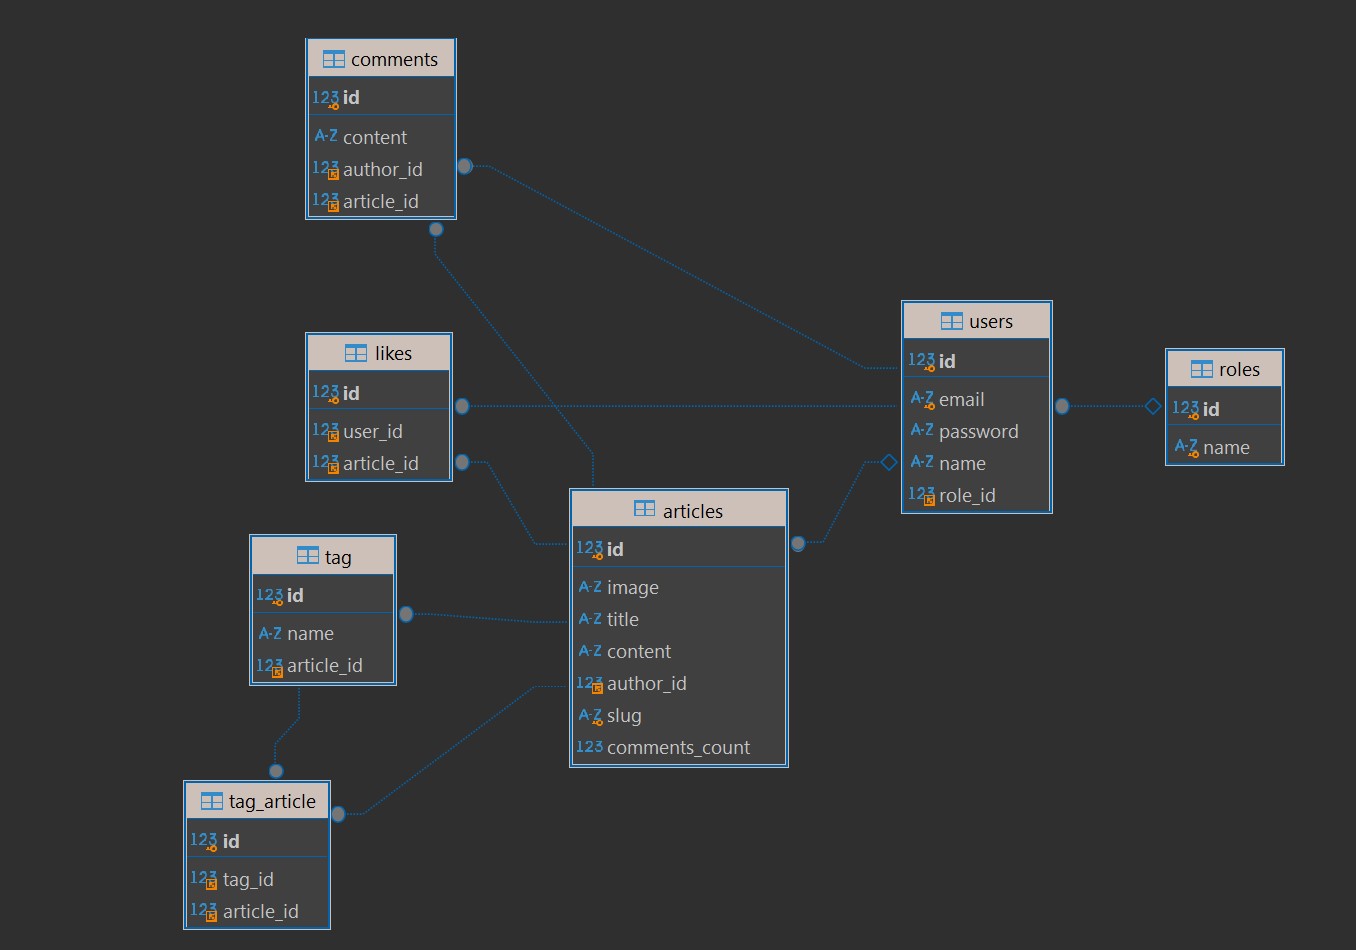 comments
123 id
A-Z content
123 author_id
123 article_id
likes
123 id
123 user_id
123 article_id
tag
123 id
A-Z name
123 article_id
tag_article
123 id
123 tag_id
123 article_id
articles
123 id
A-Z image
A-Z title
A-Z content
123 author_id
A-Z slug
123 comments_count
users
123 id
A-Z email
A-Z password
A-Z name
123 role_id
roles
123 id
A-Z name